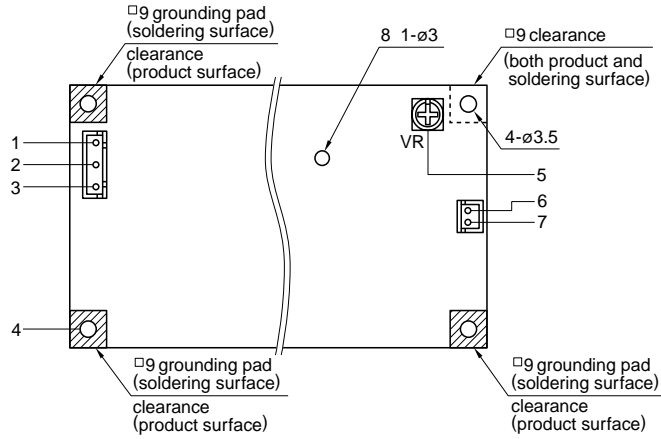 □9 grounding pad
(soldering surface)
clearance
(product surface)
8 1-ø3
□9 clearance
(both product and
soldering surface)
4-ø3.5
1
2
3
VR
5
6
7
4
□9 grounding pad
(soldering surface)
clearance
(product surface)
□9 grounding pad
(soldering surface)
clearance
(product surface)